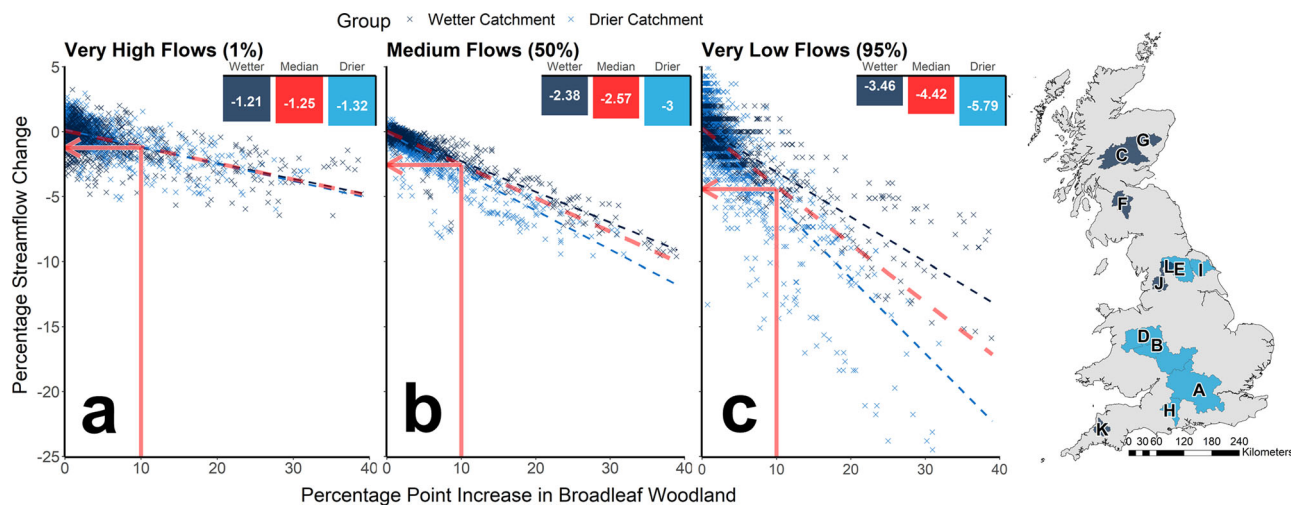 Group × Wetter Catchment × Drier Catchment
Very High Flows (1%)
Wetter Median Drier
-1.21 -1.25 -1.32
Medium Flows (50%)
Wetter Median Drier
-2.38 -2.57 -3
Very Low Flows (95%)
Wetter Median Drier
-3.46 -4.42 -5.79
Percentage Streamflow Change
5
0
-5
-10
-15
-20
-25
a
b
c
0 10 20 30 40
0 10 20 30 40
0 10 20 30 40
Percentage Point Increase in Broadleaf Woodland
G
C
F
L E I
J
D
B
A
H
K
0 30 60 120 180 240
Kilometers